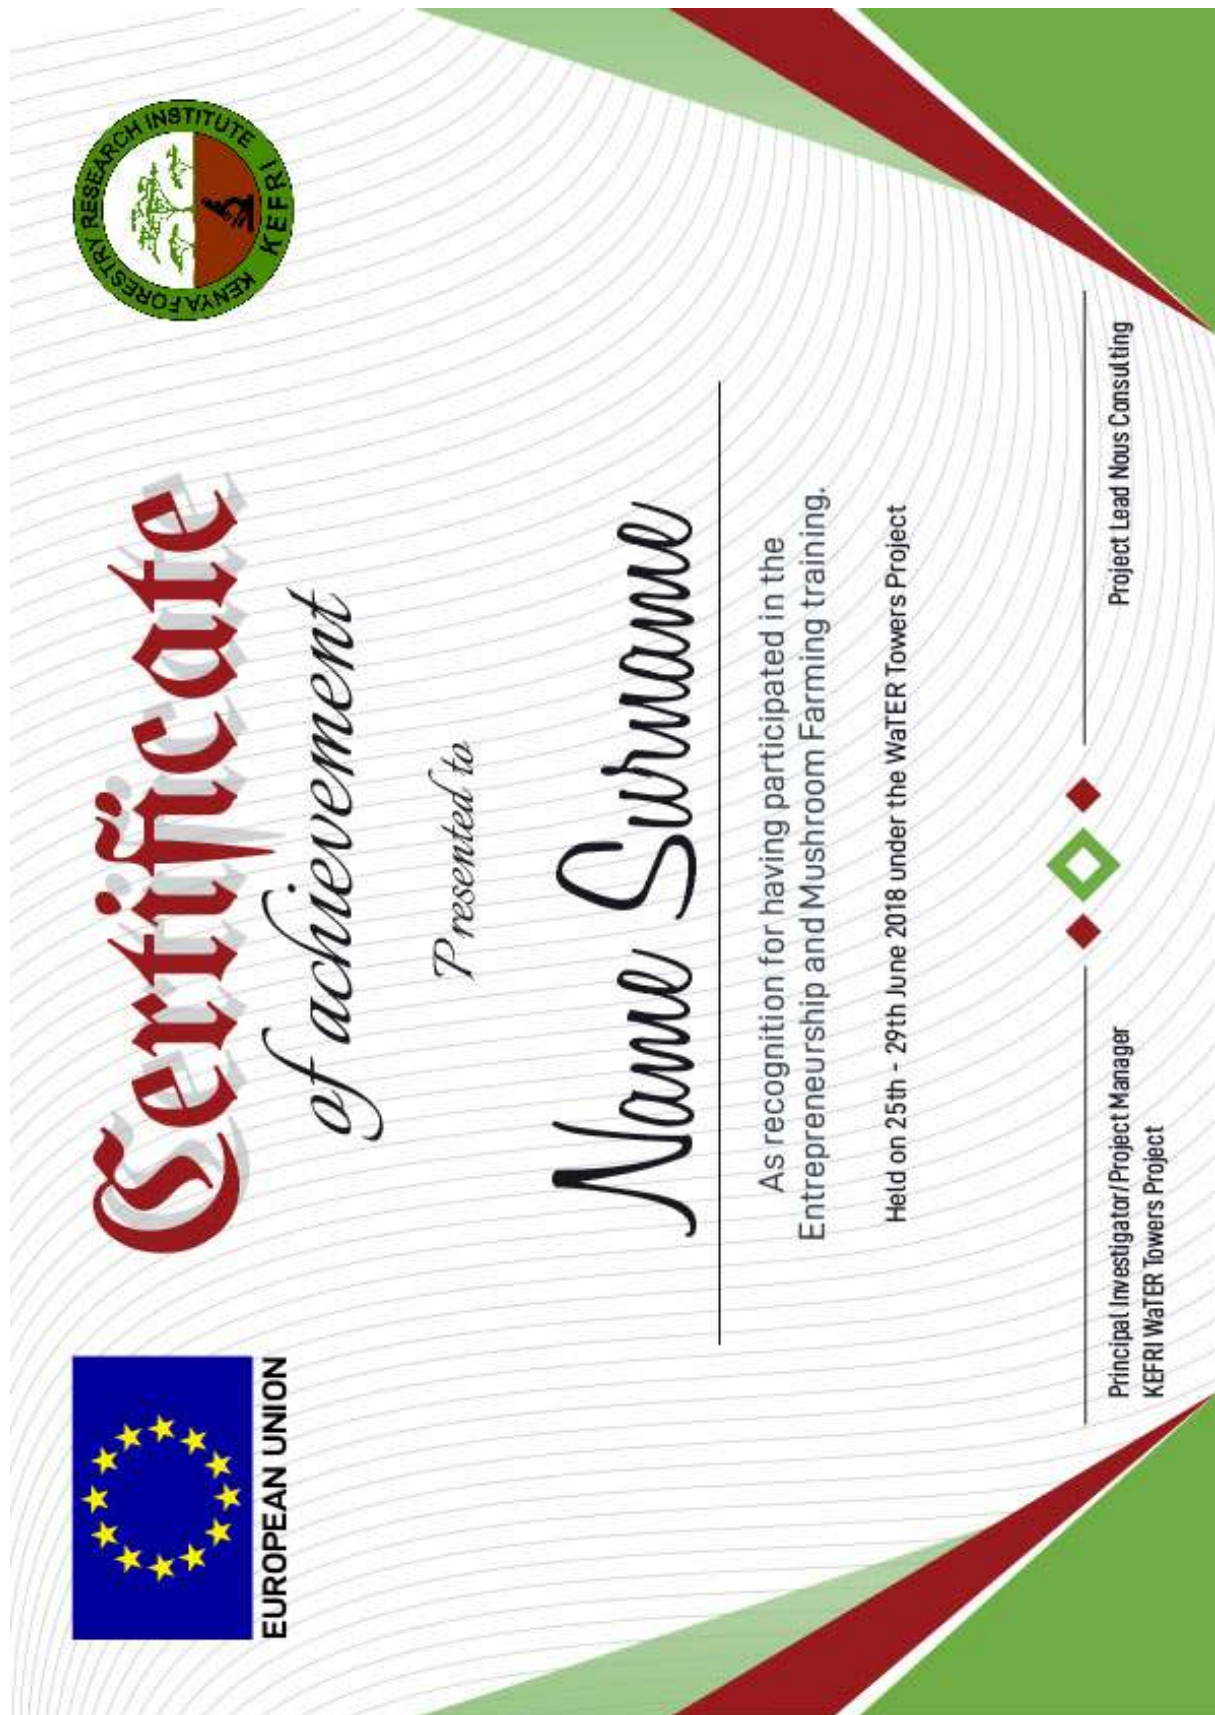 EUROPEAN UNION
KENYA FORESTRY RESEARCH INSTITUTE
KEFRI
Certificate
of achievement
Presented to
Name Surname
As recognition for having participated in the
Entrepreneurship and Mushroom Farming training.
Held on 25th - 29th June 2018 under the WaTER Towers Project
Principal Investigator/Project Manager
KEFRI WaTER Towers Project
Project Lead Nous Consulting